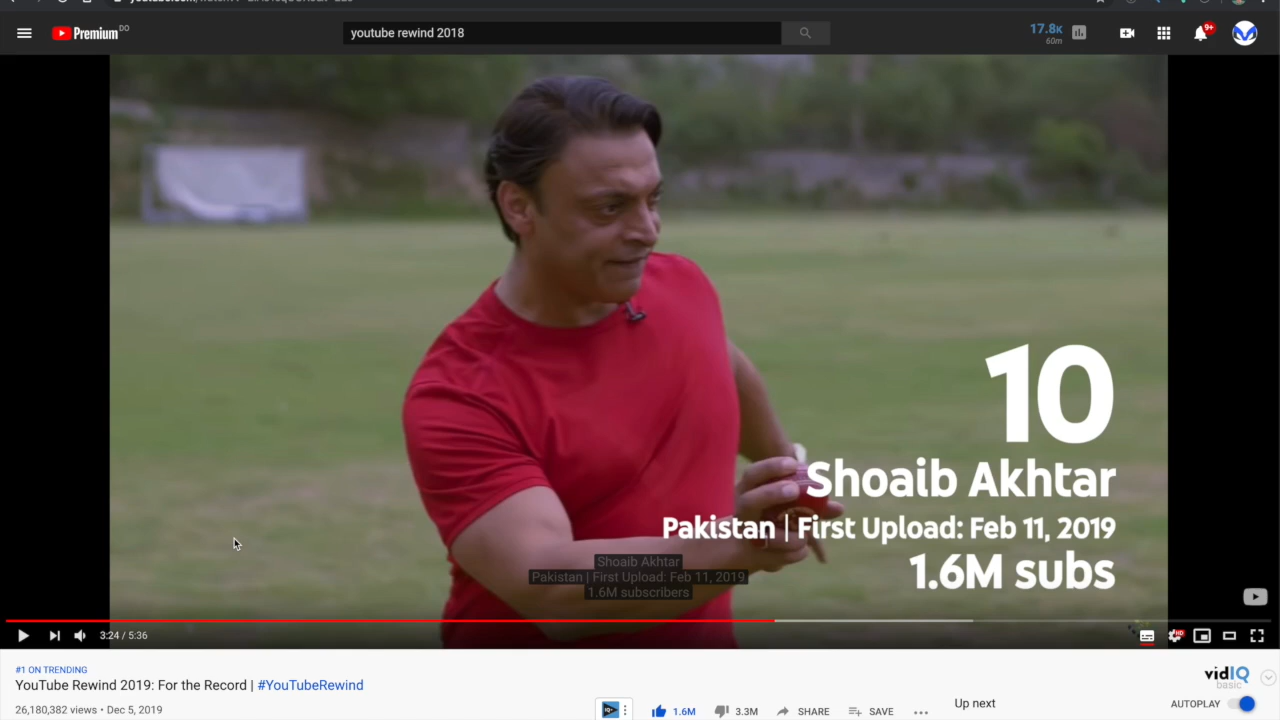 Premium DO
youtube rewind 2018
17.8K
60m
9+
10
Shoaib Akhtar
Pakistan | First Upload: Feb 11, 2019
1.6M subs
Shoaib Akhtar
Pakistan | First Upload: Feb 11, 2019
1.6M subscribers
3:24 / 5:36
HD
#1 ON TRENDING
YouTube Rewind 2019: For the Record | #YouTubeRewind
26,180,382 views • Dec 5, 2019
1.6M
3.3M
SHARE
SAVE
vidIQ
basic
Up next
AUTOPLAY